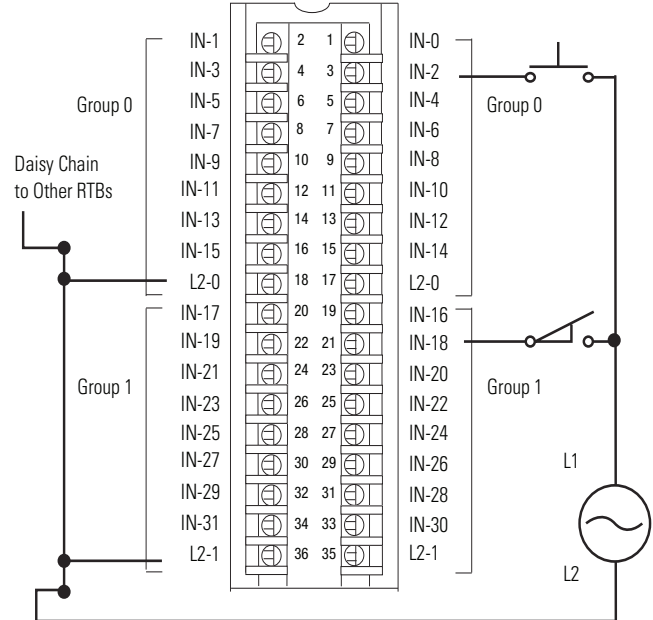 IN-1 2 1 IN-0
IN-3 4 3 IN-2
IN-5 6 5 IN-4
Group 0 Group 0
IN-7 8 7 IN-6
IN-9 10 9 IN-8
Daisy Chain
to Other RTBs
IN-11 12 11 IN-10
IN-13 14 13 IN-12
IN-15 16 15 IN-14
L2-0 18 17 L2-0
IN-17 20 19 IN-16
IN-19 22 21 IN-18
IN-21 24 23 IN-20
Group 1 Group 1
IN-23 26 25 IN-22
IN-25 28 27 IN-24
IN-27 30 29 IN-26
L1
IN-29 32 31 IN-28
IN-31 34 33 IN-30
L2-1 36 35 L2-1
L2